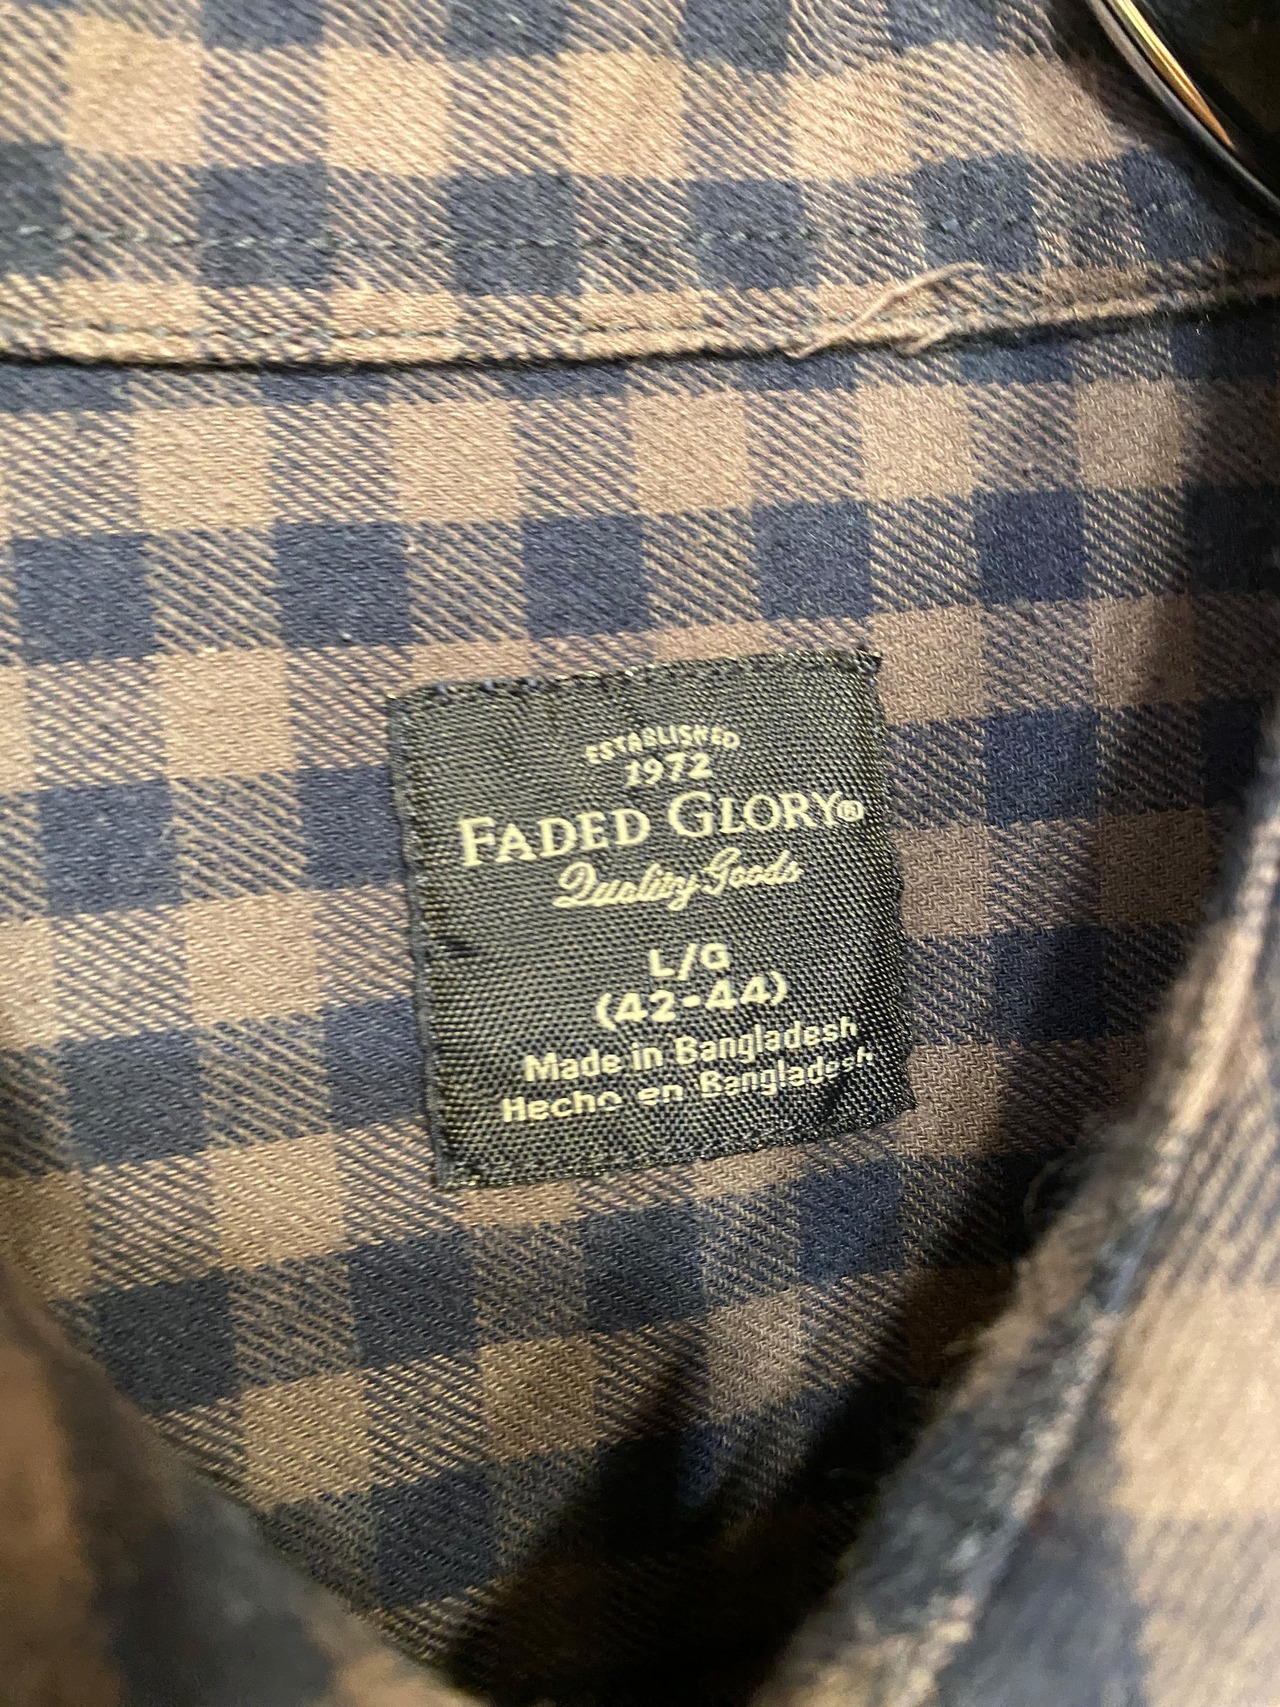 ESTABLISHED
1972
FADED GLORY®
Quality Goods
L/G
(42-44)
Made in Bangladesh
Hecho en Bangladesh